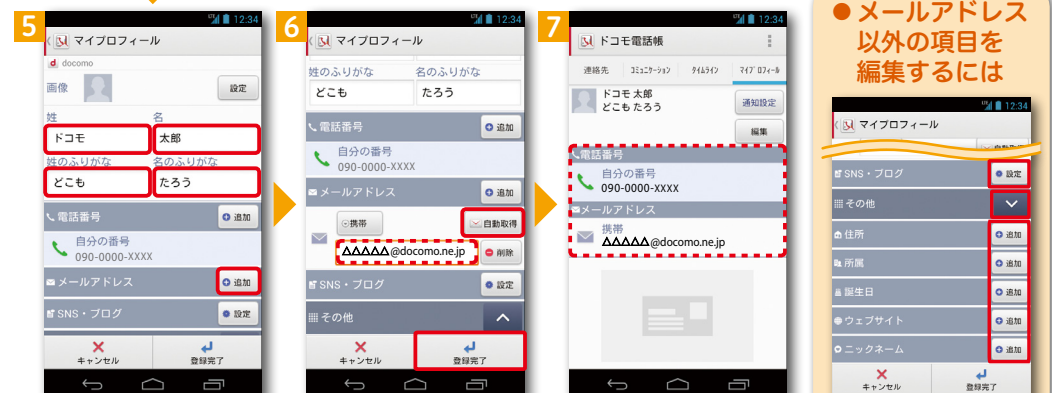 5
LTE 12:34
マイプロフィール
docomo
画像
設定
姓 名
ドコモ 太郎
姓のふりがな 名のふりがな
どこも たろう
電話番号 追加
自分の番号
090-0000-XXXX
メールアドレス 追加
SNS・ブログ 設定
キャンセル 登録完了
6
LTE 12:34
マイプロフィール
姓のふりがな 名のふりがな
どこも たろう
電話番号 追加
自分の番号
090-0000-XXXX
メールアドレス 追加
携帯 自動取得
△△△△△@docomo.ne.jp 削除
SNS・ブログ 設定
その他
キャンセル 登録完了
7
LTE 12:34
ドコモ電話帳
連絡先 コミュニケーション タイムライン マイプロフィール
ドコモ 太郎
どこも たろう
通知設定
編集
電話番号
自分の番号
090-0000-XXXX
メールアドレス
携帯
△△△△△@docomo.ne.jp
●メールアドレス
以外の項目を
編集するには
LTE 12:34
マイプロフィール
自動取得
SNS・ブログ 設定
その他
住所 追加
所属 追加
誕生日 追加
ウェブサイト 追加
ニックネーム 追加
キャンセル 登録完了